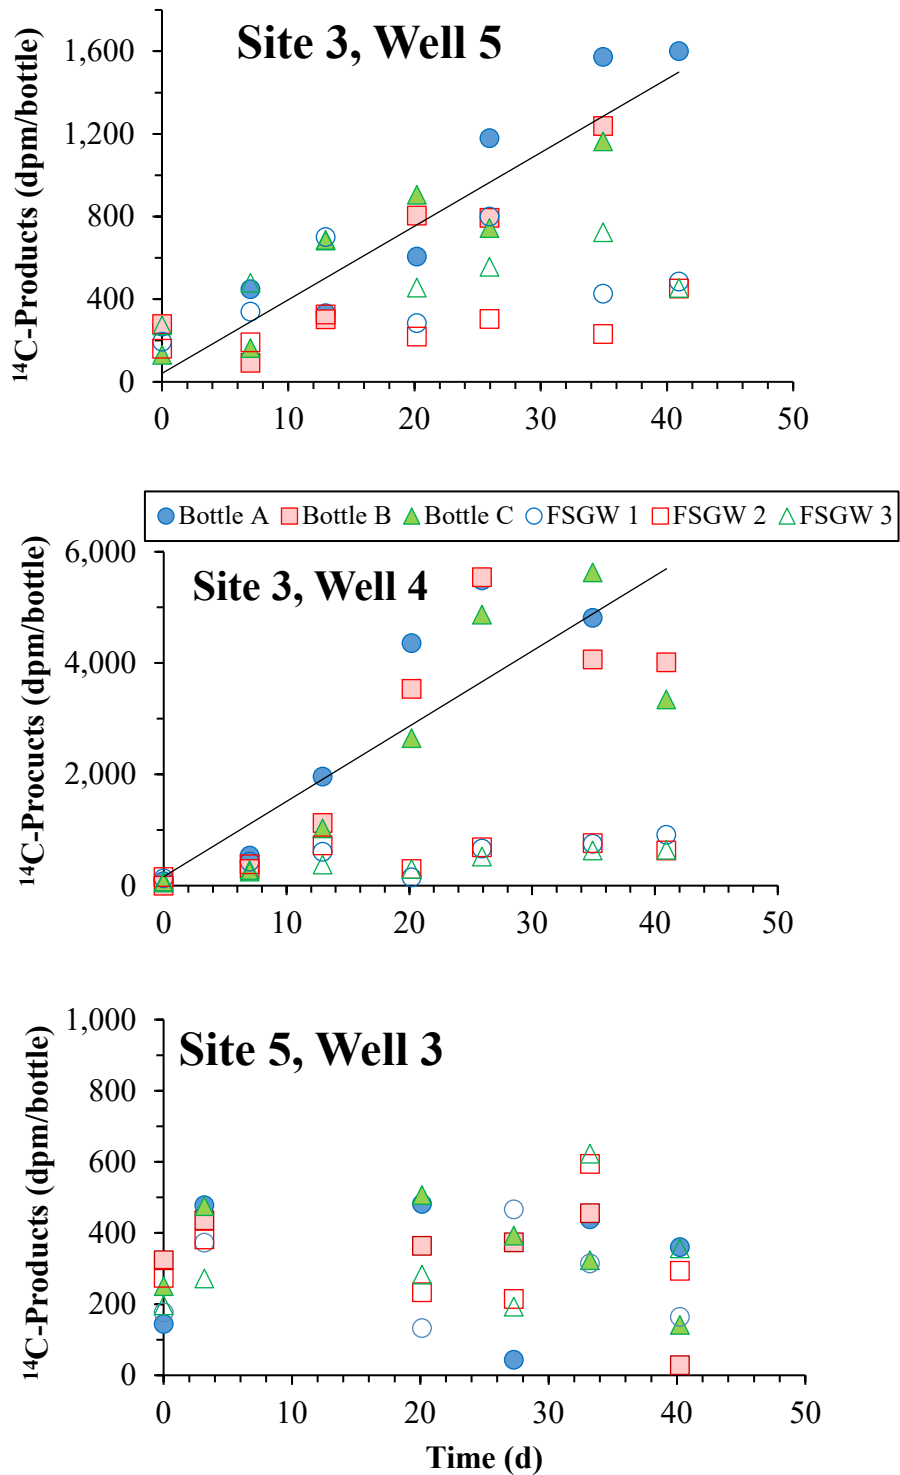 Site 3, Well 5
¹⁴C-Products (dpm/bottle)
1,600
1,200
800
400
0
0 10 20 30 40 50
Bottle A Bottle B Bottle C FSGW 1 FSGW 2 FSGW 3
Site 3, Well 4
¹⁴C-Procucts (dpm/bottle)
6,000
4,000
2,000
0
0 10 20 30 40 50
Site 5, Well 3
¹⁴C-Products (dpm/bottle)
1,000
800
600
400
200
0
0 10 20 30 40 50
Time (d)